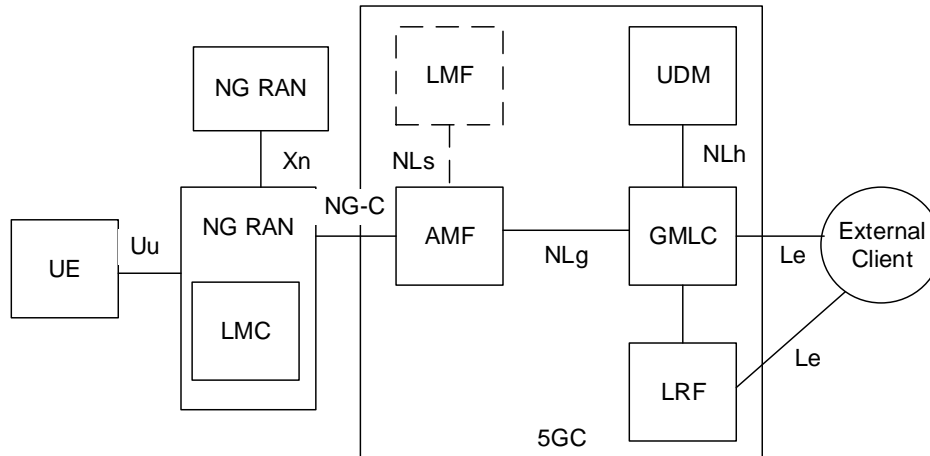 NG RAN
LMF
UDM
Xn
NLs
NLh
NG RAN
NG-C
AMF
NLg
GMLC
Le
External
Client
UE
Uu
LMC
LRF
Le
5GC